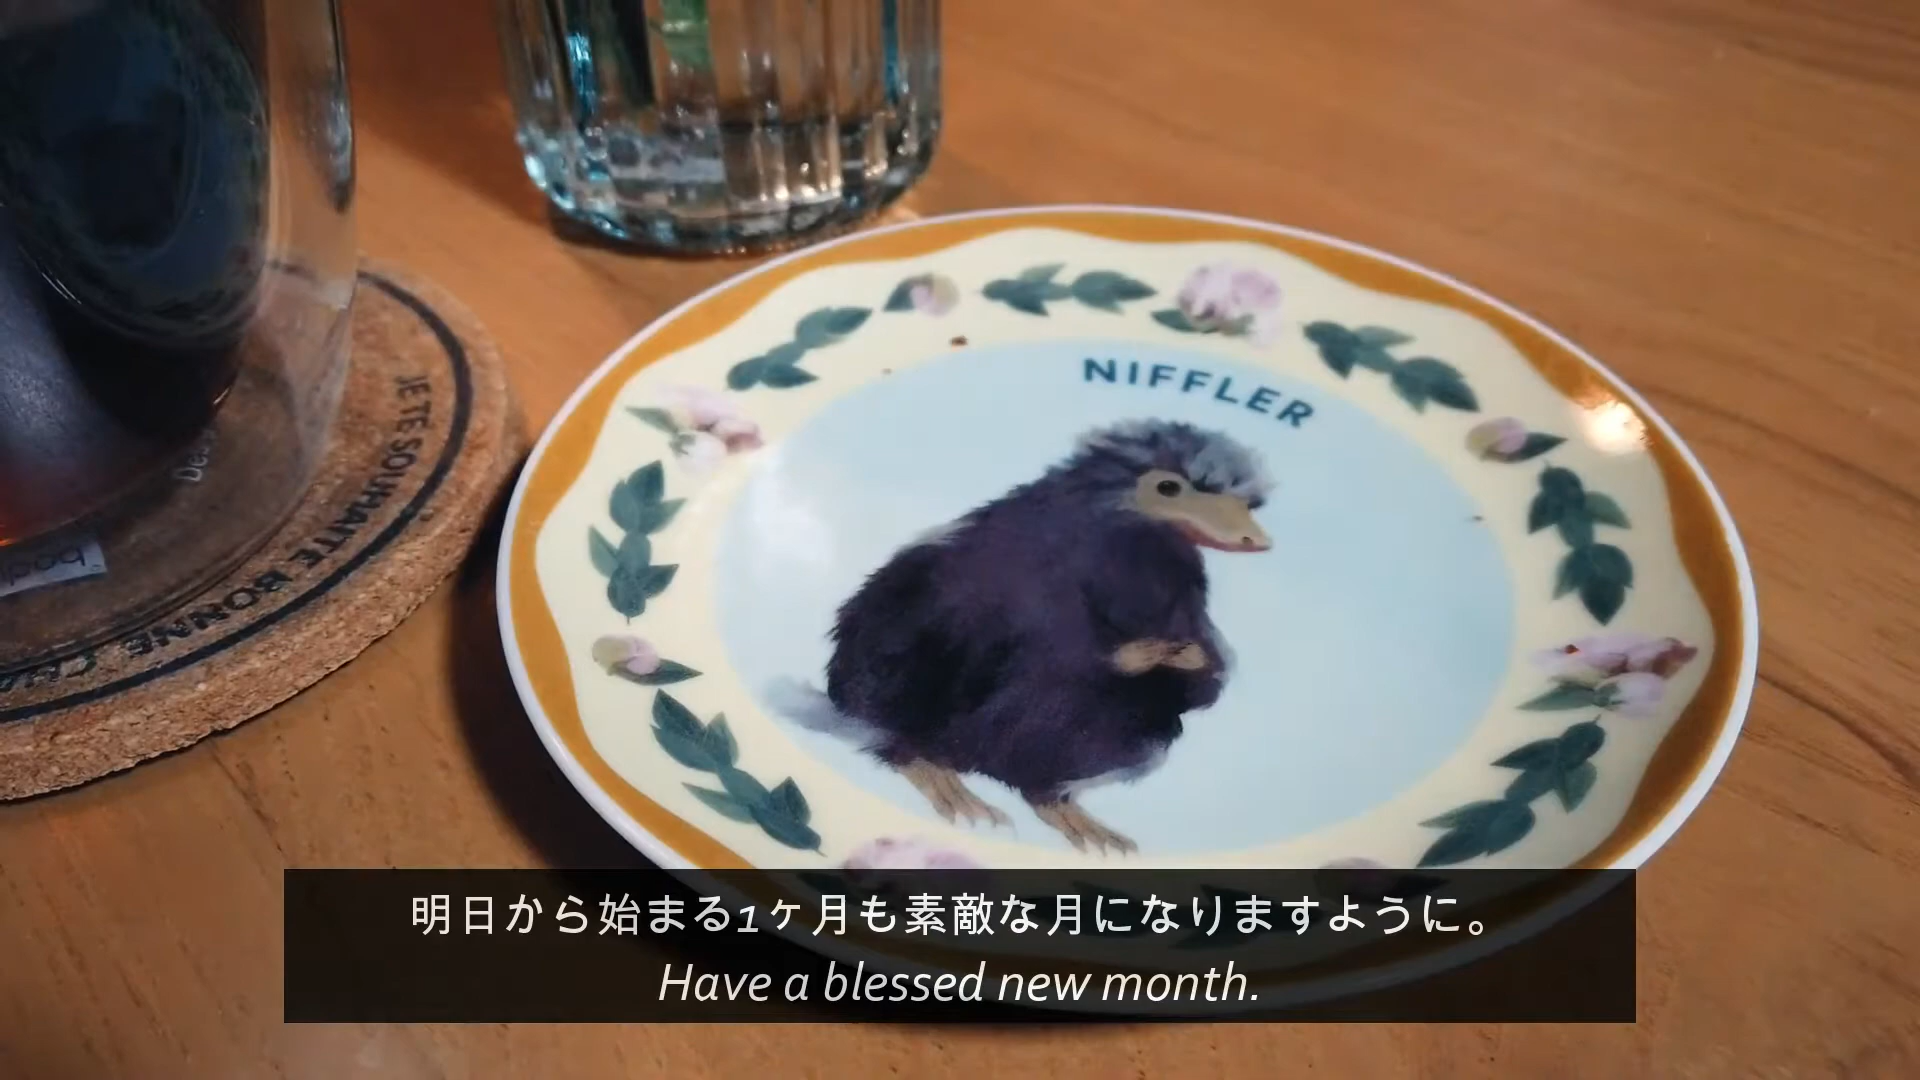 NIFFLER
JE TE SOUHAITE BONNE
bod
明日から始まる1ヶ月も素敵な月になりますように。
Have a blessed new month.